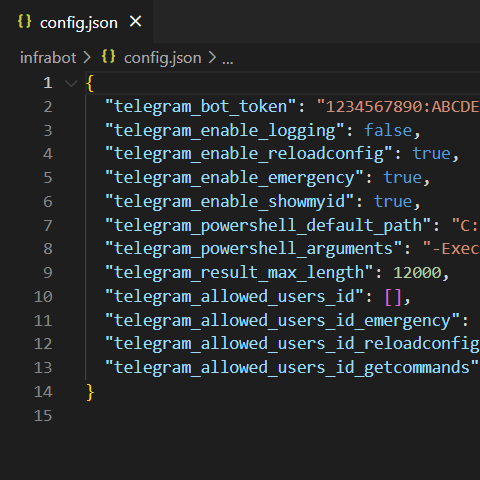 {} config.json ×
infrabot > {} config.json > ...
1 {
2 "telegram_bot_token": "1234567890:ABCDE
3 "telegram_enable_logging": false,
4 "telegram_enable_reloadconfig": true,
5 "telegram_enable_emergency": true,
6 "telegram_enable_showmyid": true,
7 "telegram_powershell_default_path": "C:
8 "telegram_powershell_arguments": "-Exec
9 "telegram_result_max_length": 12000,
10 "telegram_allowed_users_id": [],
11 "telegram_allowed_users_id_emergency":
12 "telegram_allowed_users_id_reloadconfig
13 "telegram_allowed_users_id_getcommands"
14 }
15